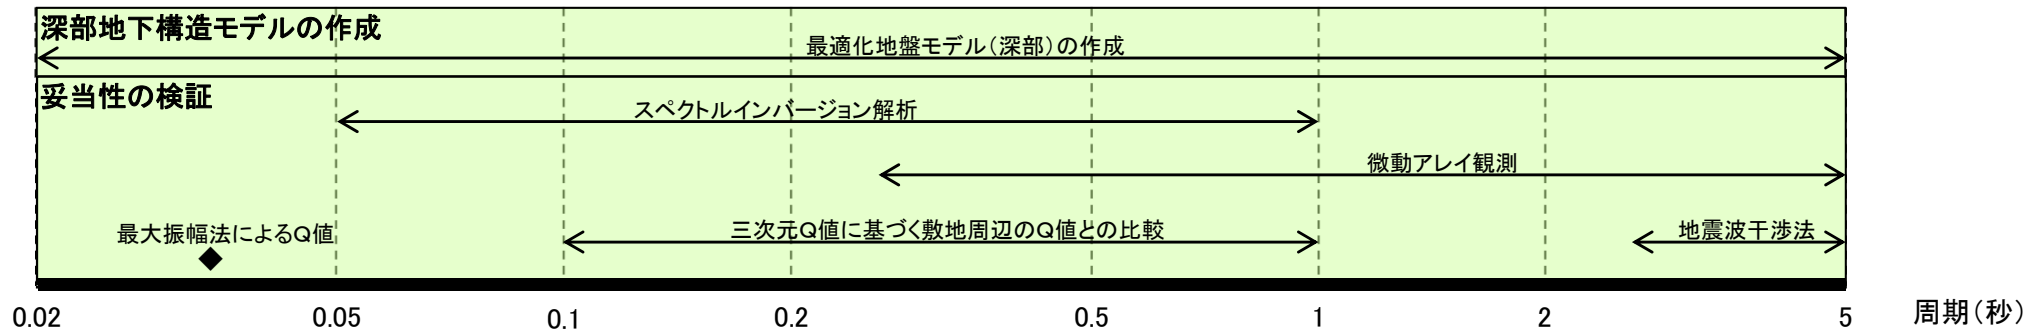 深部地下構造モデルの作成
最適化地盤モデル（深部）の作成
妥当性の検証
スペクトルインバージョン解析
微動アレイ観測
最大振幅法によるQ値
三次元Q値に基づく敷地周辺のQ値との比較
地震波干渉法
0.02 0.05 0.1 0.2 0.5 1 2 5 周期（秒）